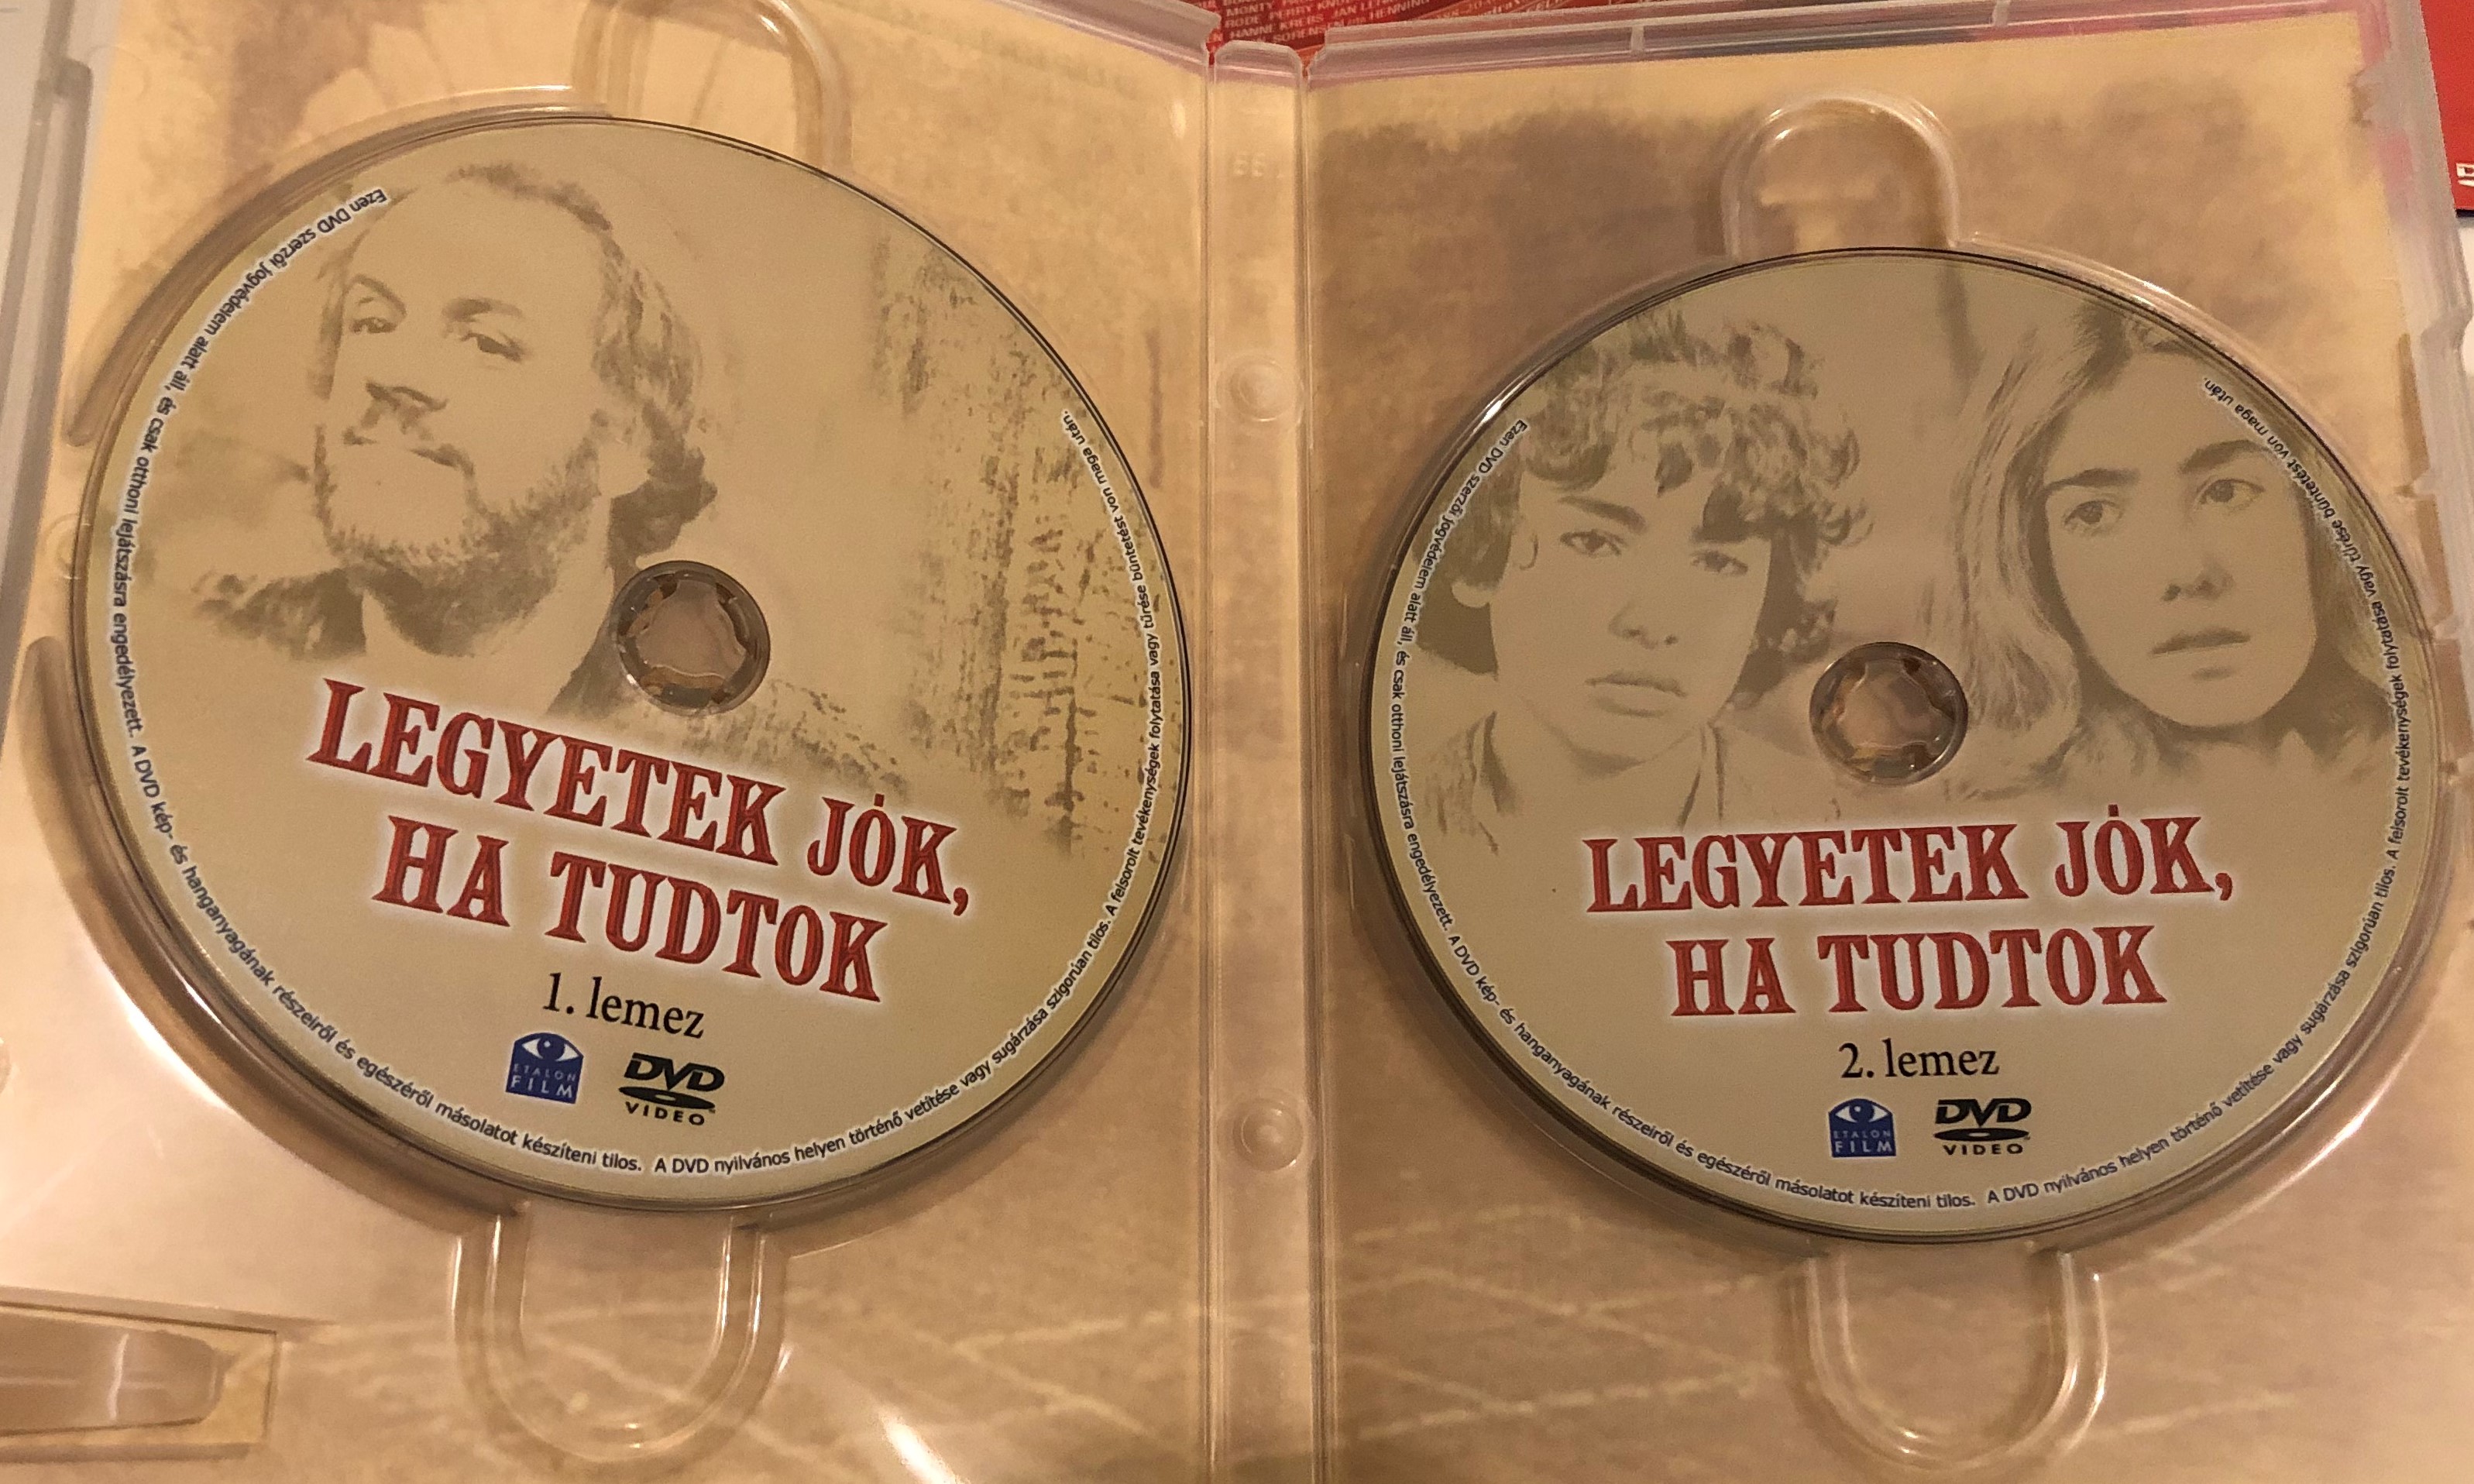 Ezen DVD szerzői jogvédelem alatt áll, és csak otthoni lejátszásra engedélyezett. A DVD kép- és hanganyagának részeiről és egészéről másolatot készíteni tilos. A DVD nyilvános helyen történő vetítése vagy sugárzása szigorúan tilos. A felsorolt tevékenységek folytatása vagy tűrése büntetést von maga után.
LEGYETEK JÓK,
HA TUDTOK
1. lemez
ETALON
FILM
DVD
VIDEO
Ezen DVD szerzői jogvédelem alatt áll, és csak otthoni lejátszásra engedélyezett. A DVD kép- és hanganyagának részeiről és egészéről másolatot készíteni tilos. A DVD nyilvános helyen történő vetítése vagy sugárzása szigorúan tilos. A felsorolt tevékenységek folytatása vagy tűrése büntetést von maga után.
LEGYETEK JÓK,
HA TUDTOK
2. lemez
ETALON
FILM
DVD
VIDEO